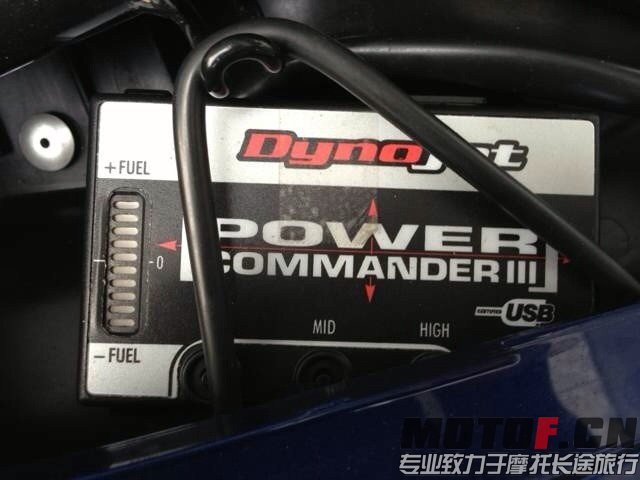 Dynojet
+ FUEL
POWER
COMMANDER III
0
USB
MID
HIGH
− FUEL
MOTOF.CN
专业致力于摩托长途旅行